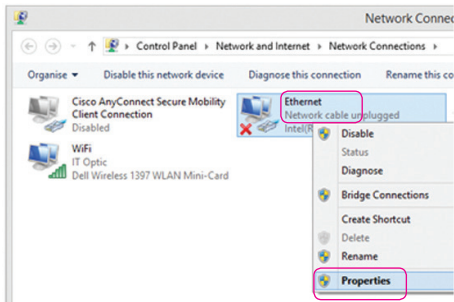 Network Connec
Control Panel Network and Internet Network Connections
Organise Disable this network device Diagnose this connection Rename this co
Cisco AnyConnect Secure Mobility
Client Connection
Disabled
Ethernet
Network cable unplugged
Intel(R
WiFi
IT Optic
Dell Wireless 1397 WLAN Mini-Card
Disable
Status
Diagnose
Bridge Connections
Create Shortcut
Delete
Rename
Properties